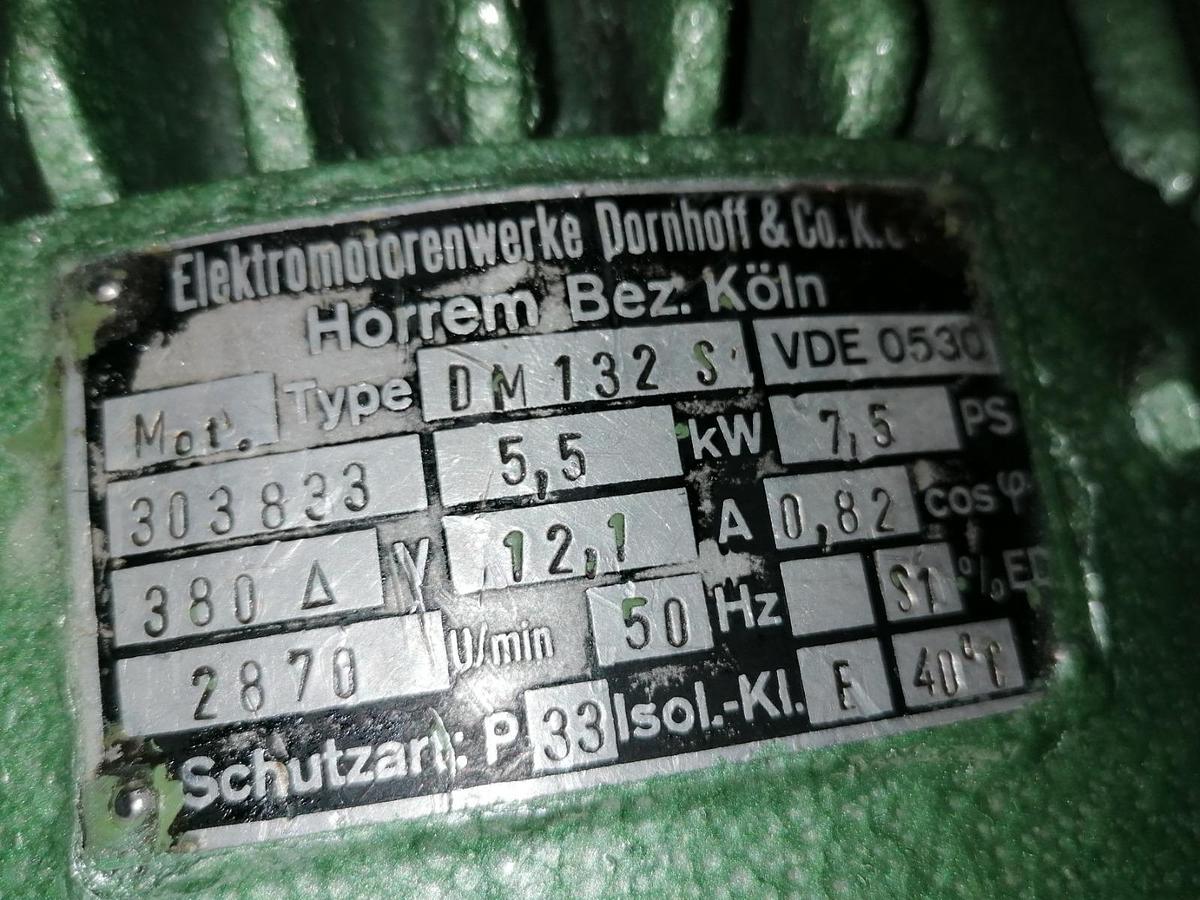 Elektromotorenwerke Dornhoff & Co. K.
Horrem Bez. Köln
Mot. Type DM 132 S VDE 0530
303833 5,5 kW 7,5 PS
380 Δ V 12,1 A 0,82 cos φ
2870 U/min 50 Hz S1 % ED
Schutzart: P 33 Isol.-Kl. E 40°C